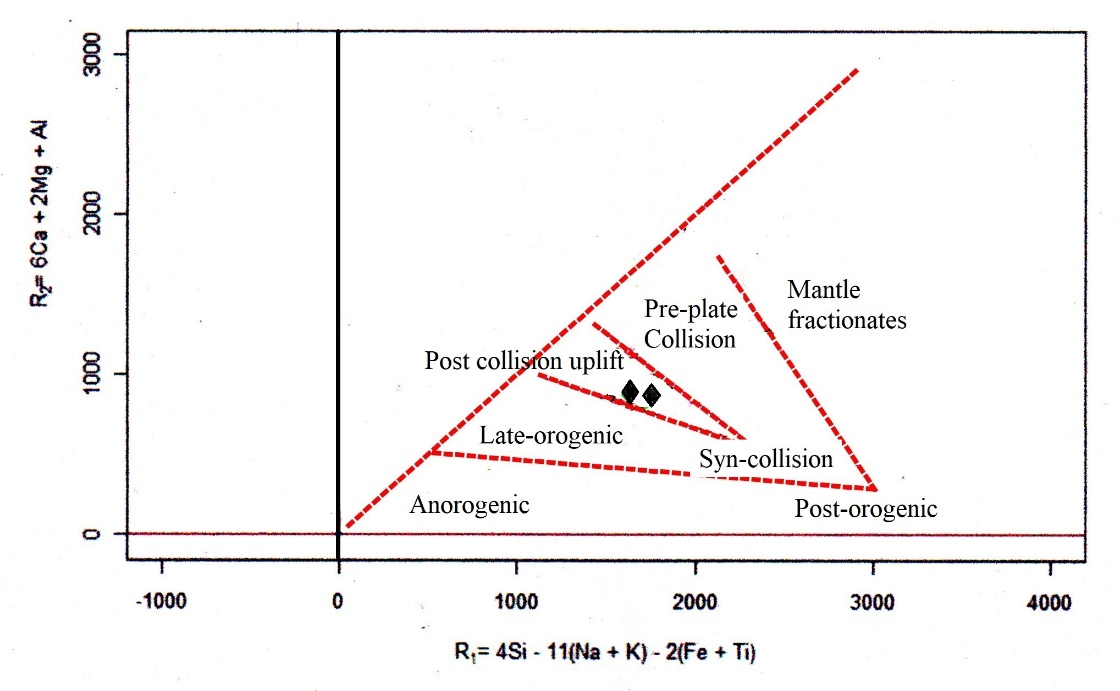 3000
2000
1000
0
R2= 6Ca + 2Mg + Al
Mantle
fractionates
Pre-plate
Collision
Post collision uplift
Late-orogenic
Syn-collision
Anorogenic
Post-orogenic
-1000 0 1000 2000 3000 4000
R1= 4Si - 11(Na + K) - 2(Fe + Ti)